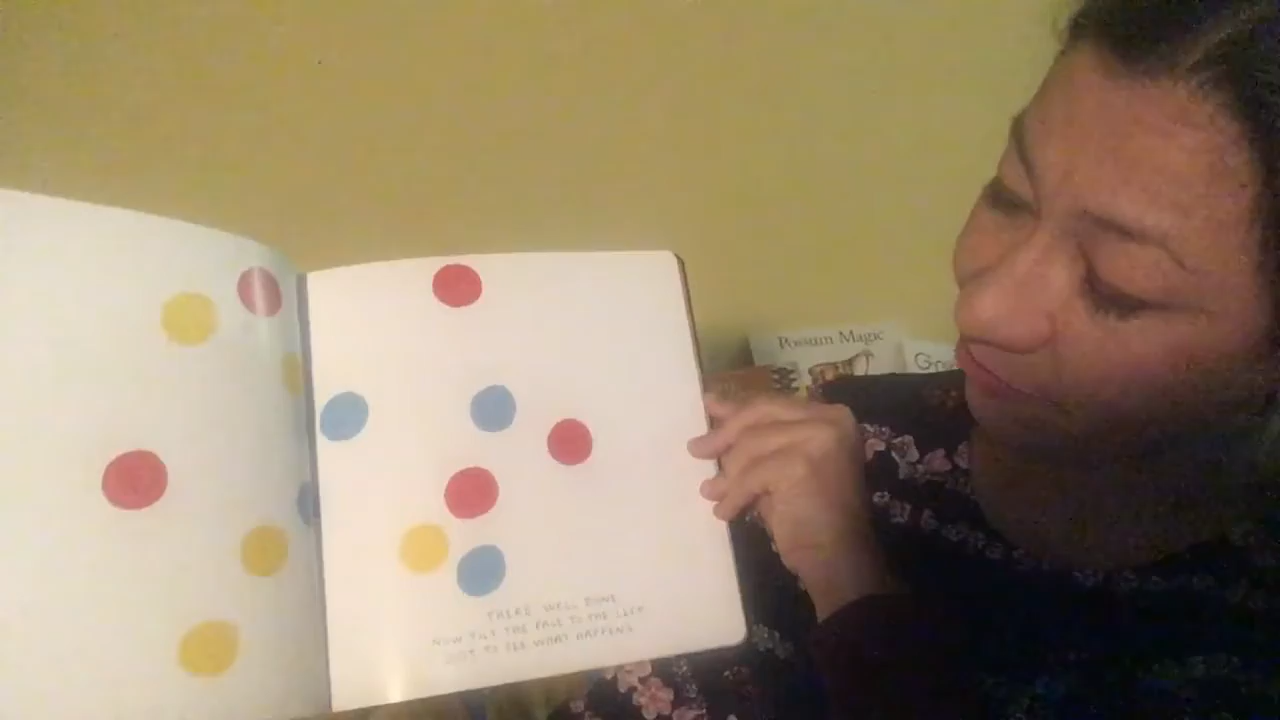 Possum Magic
THERE WELL DONE
NOW TILT THE PAGE TO THE LEFT
JUST TO SEE WHAT HAPPENS